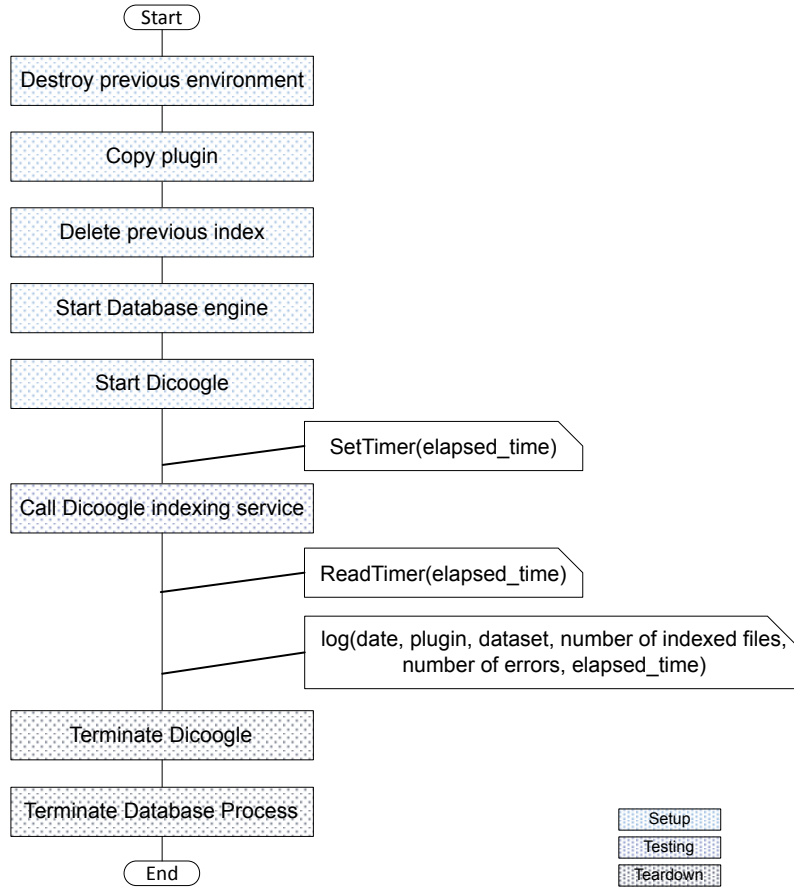 Start
Destroy previous environment
Copy plugin
Delete previous index
Start Database engine
Start Dicoogle
SetTimer(elapsed_time)
Call Dicoogle indexing service
ReadTimer(elapsed_time)
log(date, plugin, dataset, number of indexed files,
number of errors, elapsed_time)
Terminate Dicoogle
Terminate Database Process
End
Setup
Testing
Teardown